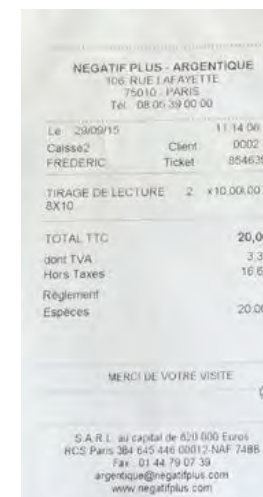 NEGATIF PLUS - ARGENTIQUE
106 RUE LAFAYETTE
75010 - PARIS
Tel. 08 05 39 00 00
Le 29/09/15 11 14 06
Caisse2 Client 0002
FREDERIC Ticket 85463
TIRAGE DE LECTURE 2 x10,00
8X10
TOTAL TTC 20,0
dont TVA 3,3
Hors Taxes 16,6
Règlement
Espèces 20,00
MERCI DE VOTRE VISITE
S.A.R.L. au capital de 620 000 Euros
RCS Paris 384 645 446 00012-NAF 748B
Fax : 01 44 79 07 39
argentique@negatifplus.com
www.negatifplus.com